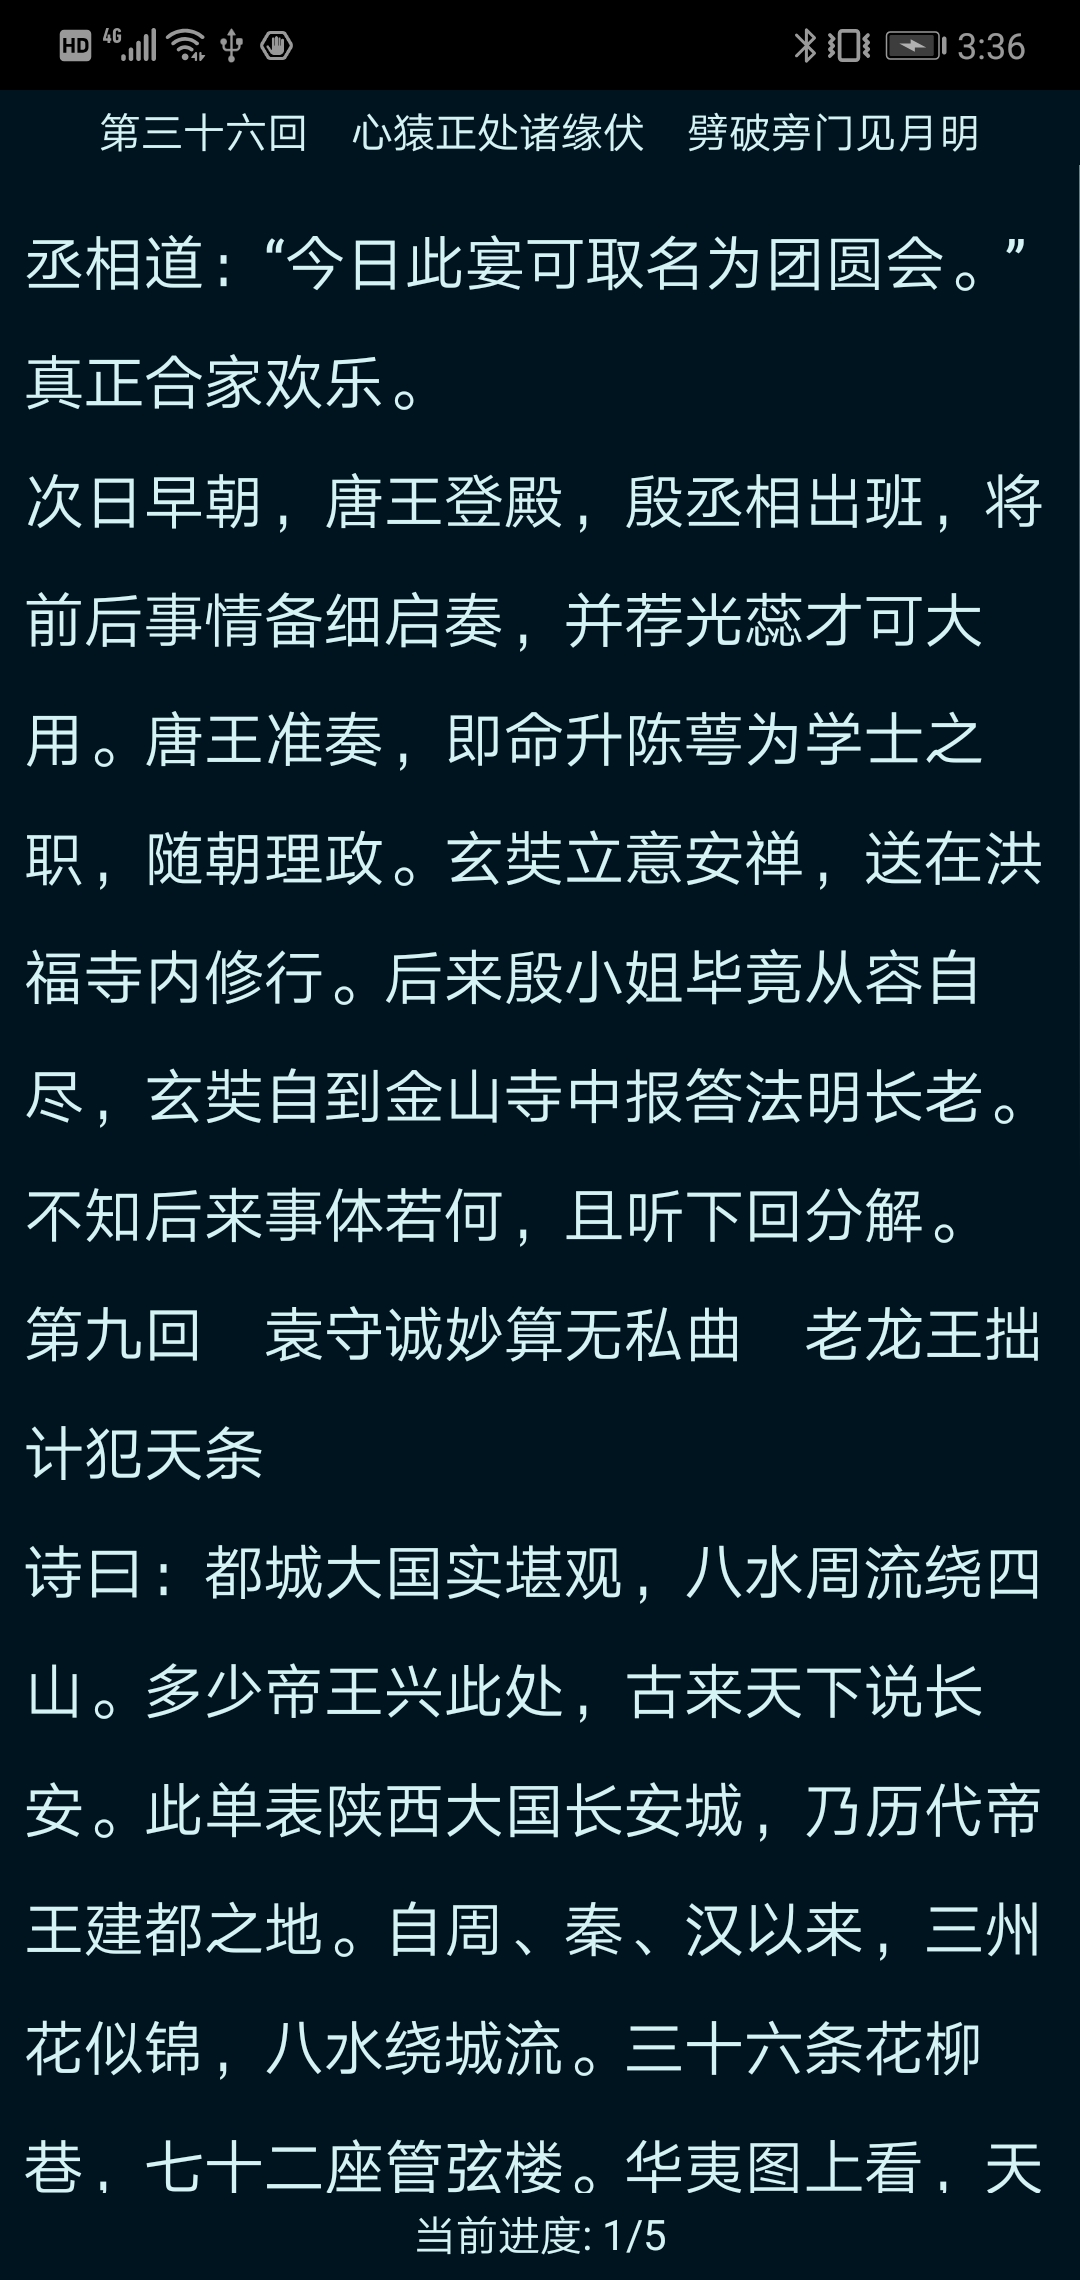 HD 4G 3:36
第三十六回　心猿正处诸缘伏　劈破旁门见月明
丞相道：“今日此宴可取名为团圆会。”
真正合家欢乐。
次日早朝，唐王登殿，殷丞相出班，将
前后事情备细启奏，并荐光蕊才可大
用。唐王准奏，即命升陈萼为学士之
职，随朝理政。玄奘立意安禅，送在洪
福寺内修行。后来殷小姐毕竟从容自
尽，玄奘自到金山寺中报答法明长老。
不知后来事体若何，且听下回分解。
第九回　袁守诚妙算无私曲　老龙王拙
计犯天条
诗曰：都城大国实堪观，八水周流绕四
山。多少帝王兴此处，古来天下说长
安。此单表陕西大国长安城，乃历代帝
王建都之地。自周、秦、汉以来，三州
花似锦，八水绕城流。三十六条花柳
巷，七十二座管弦楼。华夷图上看，天
当前进度: 1/5